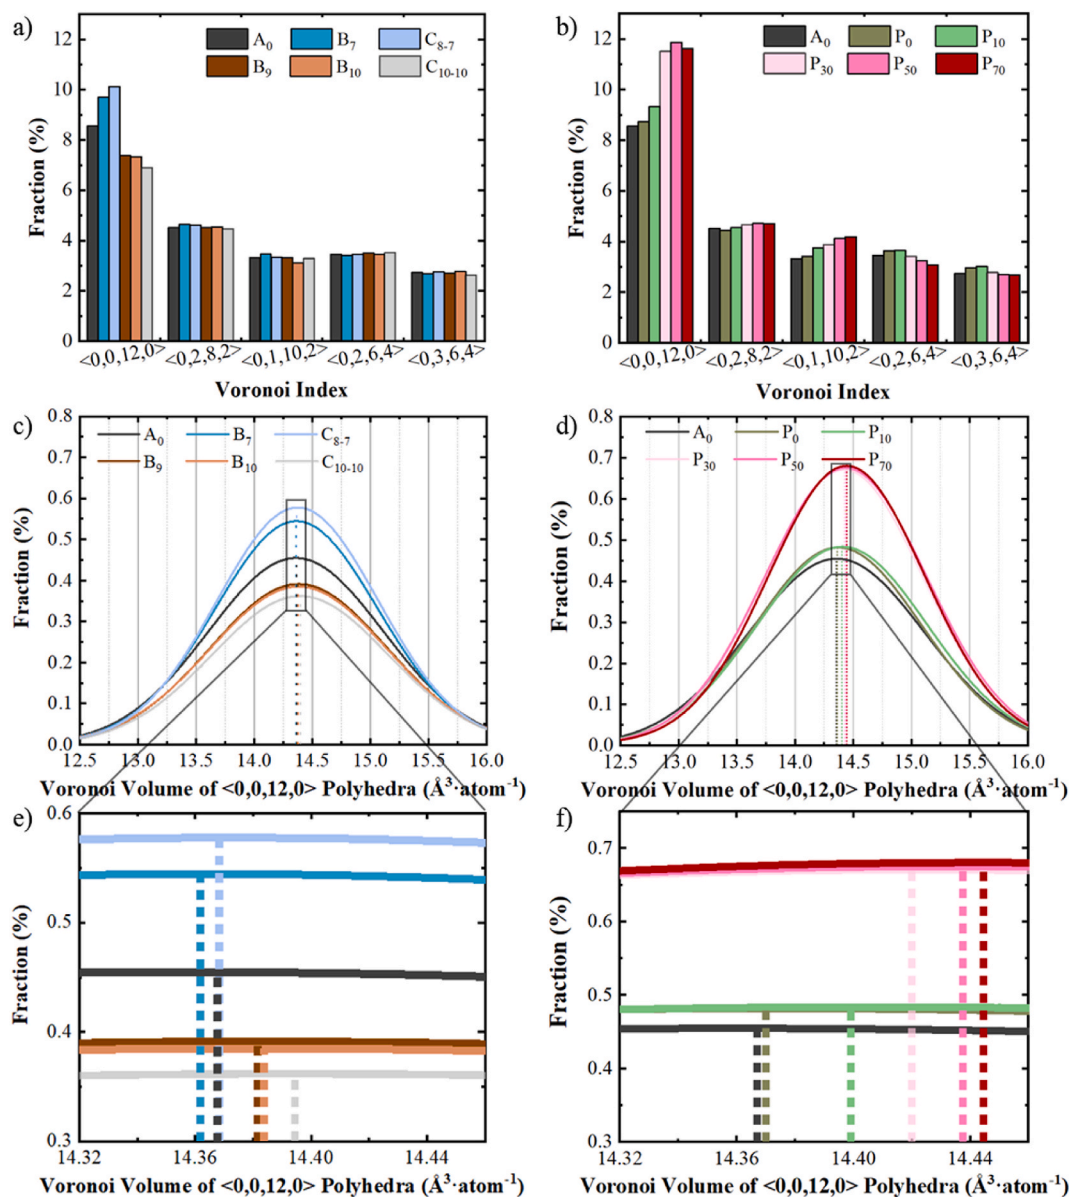 a)
A₀ B₇ C₈₋₇
B₉ B₁₀ C₁₀₋₁₀
12
10
8
6
4
2
0
Fraction (%)
<0,0,12,0> <0,2,8,2> <0,1,10,2> <0,2,6,4> <0,3,6,4>
Voronoi Index
b)
A₀ P₀ P₁₀
P₃₀ P₅₀ P₇₀
12
10
8
6
4
2
0
Fraction (%)
<0,0,12,0> <0,2,8,2> <0,1,10,2> <0,2,6,4> <0,3,6,4>
Voronoi Index
c)
A₀ B₇ C₈₋₇
B₉ B₁₀ C₁₀₋₁₀
0.8
0.7
0.6
0.5
0.4
0.3
0.2
0.1
0.0
Fraction (%)
12.5 13.0 13.5 14.0 14.5 15.0 15.5 16.0
Voronoi Volume of <0,0,12,0> Polyhedra (Å³·atom⁻¹)
d)
A₀ P₀ P₁₀
P₃₀ P₅₀ P₇₀
0.8
0.7
0.6
0.5
0.4
0.3
0.2
0.1
0.0
Fraction (%)
12.5 13.0 13.5 14.0 14.5 15.0 15.5 16.0
Voronoi Volume of <0,0,12,0> Polyhedra (Å³·atom⁻¹)
e)
0.6
0.5
0.4
0.3
Fraction (%)
14.32 14.36 14.40 14.44
Voronoi Volume of <0,0,12,0> Polyhedra (Å³·atom⁻¹)
f)
0.7
0.6
0.5
0.4
0.3
Fraction (%)
14.32 14.36 14.40 14.44
Voronoi Volume of <0,0,12,0> Polyhedra (Å³·atom⁻¹)